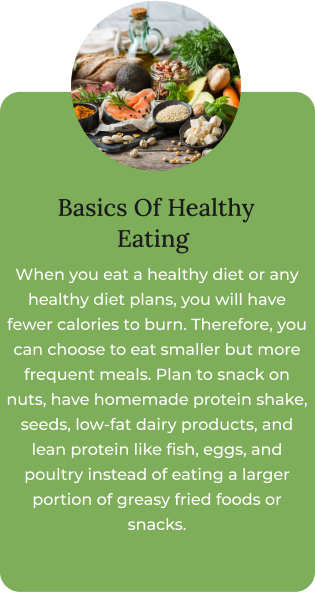 Basics Of Healthy
Eating
When you eat a healthy diet or any
healthy diet plans, you will have
fewer calories to burn. Therefore, you
can choose to eat smaller but more
frequent meals. Plan to snack on
nuts, have homemade protein shake,
seeds, low-fat dairy products, and
lean protein like fish, eggs, and
poultry instead of eating a larger
portion of greasy fried foods or
snacks.